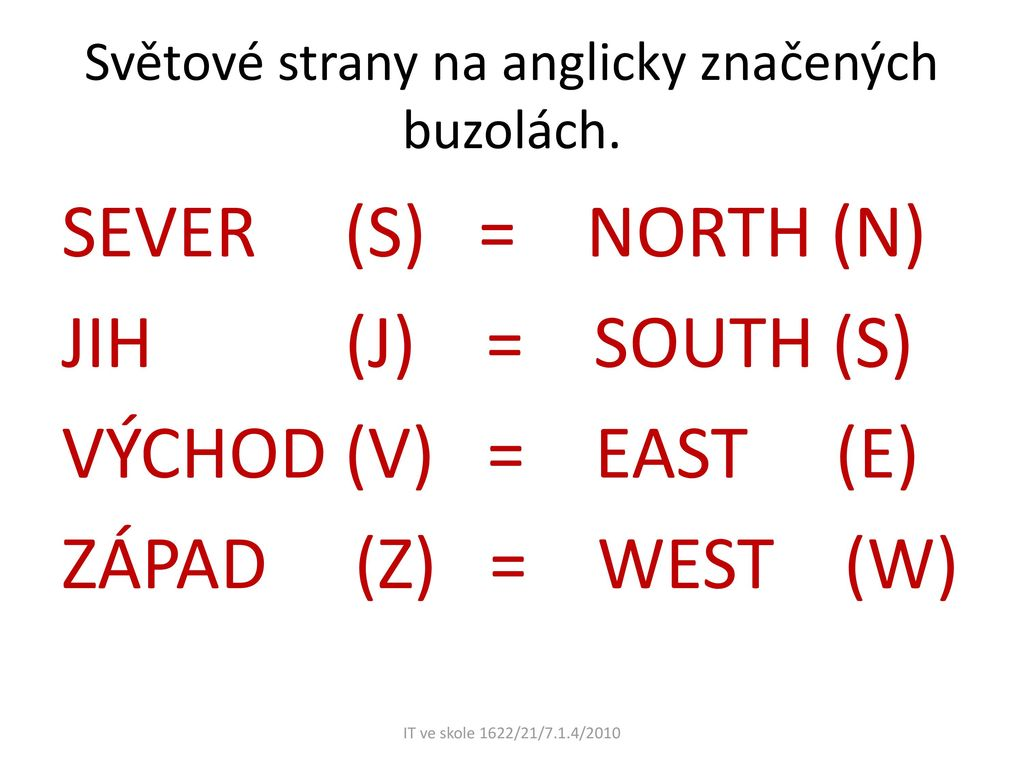 Světové strany na anglicky značených
buzolách.
SEVER (S) = NORTH (N)
JIH (J) = SOUTH (S)
VÝCHOD (V) = EAST (E)
ZÁPAD (Z) = WEST (W)
IT ve skole 1622/21/7.1.4/2010